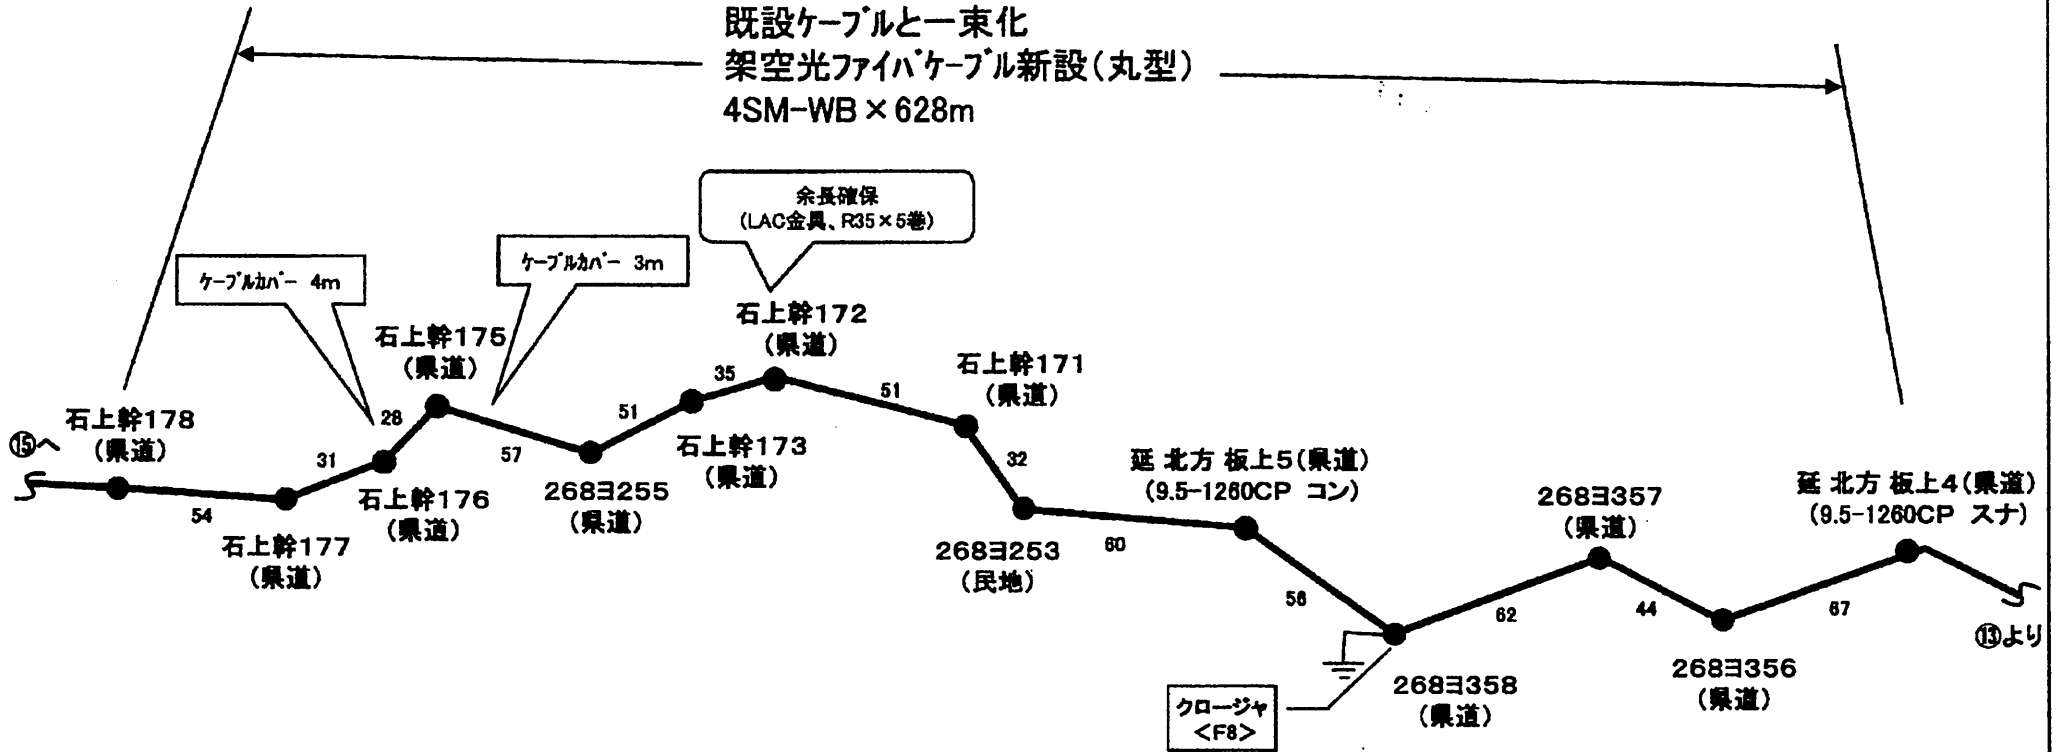 既設ケーブルと一束化
架空光ファイバケーブル新設(丸型)
4SM-WB×628m
余長確保
(LAC金具、R35×5巻)
ケーブルカバー 4m
ケーブルカバー 3m
石上幹172
(県道)
石上幹175
(県道)
石上幹171
(県道)
石上幹178
(県道)
⑮へ
石上幹173
(県道)
延 北方 板上5(県道)
(9.5-1260CP コン)
延 北方 板上4(県道)
(9.5-1260CP スナ)
268ヨ357
(県道)
石上幹176
(県道)
268ヨ255
(県道)
石上幹177
(県道)
268ヨ253
(民地)
54
31
28
57
51
35
51
32
60
56
62
44
67
⑬より
268ヨ358
(県道)
268ヨ356
(県道)
クロージャ
<F8>